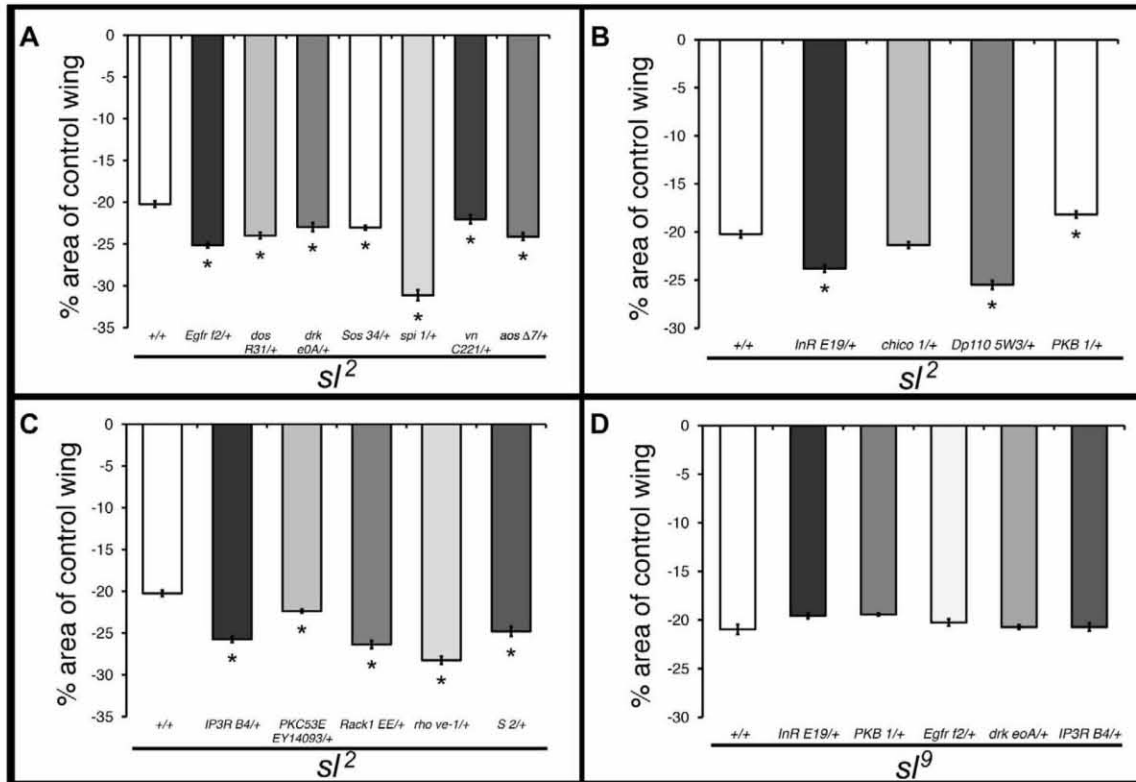 A
% area of control wing
0
-5
-10
-15
-20
-25
-30
-35
* * * * * * *
+/+ Egfr f2/+ dos drk Sos 34/+ spi 1/+ vn aos Δ7/+
R31/+ e0A/+ C221/+
sl²
B
% area of control wing
0
-5
-10
-15
-20
-25
-30
* * *
+/+ InR E19/+ chico 1/+ Dp110 5W3/+ PKB 1/+
sl²
C
% area of control wing
0
-5
-10
-15
-20
-25
-30
-35
* * * * *
+/+ IP3R B4/+ PKC53E Rack1 EE/+ rho ve-1/+ S 2/+
EY14093/+
sl²
D
% area of control wing
0
-5
-10
-15
-20
-25
-30
+/+ InR E19/+ PKB 1/+ Egfr f2/+ drk eoA/+ IP3R B4/+
sl⁹